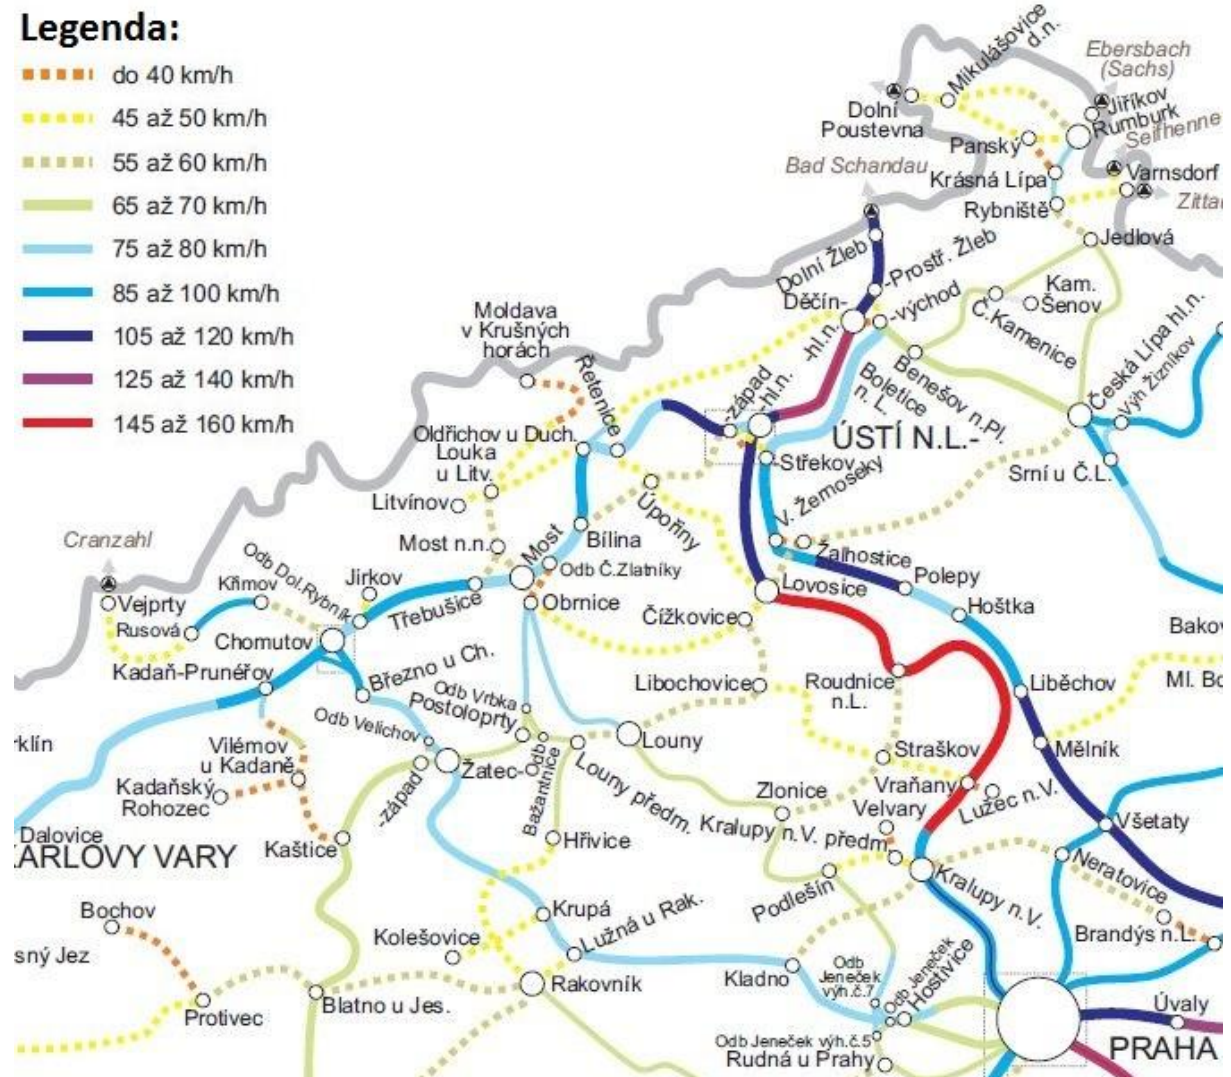 Legenda:
do 40 km/h
45 až 50 km/h
55 až 60 km/h
65 až 70 km/h
75 až 80 km/h
85 až 100 km/h
105 až 120 km/h
125 až 140 km/h
145 až 160 km/h
Mikulášovice
d.n.
Ebersbach
(Sachs)
Dolní
Poustevna
Jiříkov
Rumburk
Seifhenne
Panský
Bad Schandau
Krásná Lípa
Varnsdorf
Rybniště
Zittau
Jedlová
Dolní Žleb
Prostř. Žleb
Děčín-
-hl.n.
-východ
Kam.
Šenov
Č.Kamenice
Moldava
v Krušných
horách
Řetenice
Boletice
n. L.
Benešov n.Pl.
Česká Lípa hl.n.
Výh Žizníkov
-západ
-hl.n.
ÚSTÍ N.L.-
Oldřichov u Duch.
Louka
u Litv.
-Střekov
Srní u Č.L.
Litvínov
Úpořiny
V. Žernoseky
Cranzahl
Most n.n.
Most
Bílina
Odb Č.Zlatníky
Žalhostice
Polepy
Odb Dol.Rybník
Jirkov
Křimov
Vejprty
Rusová
Třebušice
Obrnice
Lovosice
Hoštka
Čížkovice
Chomutov
Bakov
Kadaň-Prunéřov
Březno u Ch.
Libochovice
Roudnice
n.L.
Liběchov
Ml. Bo
Odb Vrbka
Postoloprty
Odb Velichov
rklín
Vilémov
u Kadaně
Louny
Straškov
Mělník
Kadaňský
Rohozec
-západ
Žatec-
Odb
Bažantnice
Louny předm.
Zlonice
Vraňany
Lužec n.V.
Velvary
Dalovice
KARLOVY VARY
Kaštice
Hřivice
Kralupy n.V. předm.
Všetaty
Neratovice
Podlešín
Kralupy n.V.
Bochov
Krupá
Lužná u Rak.
Brandýs n.L.
sný Jez
Kolešovice
Kladno
Odb
Jeneček
výh.č.7
Odb Jeneček
Hostivice
Rakovník
Blatno u Jes.
Protivec
Úvaly
Odb Jeneček výh.č.5
Rudná u Prahy
PRAHA